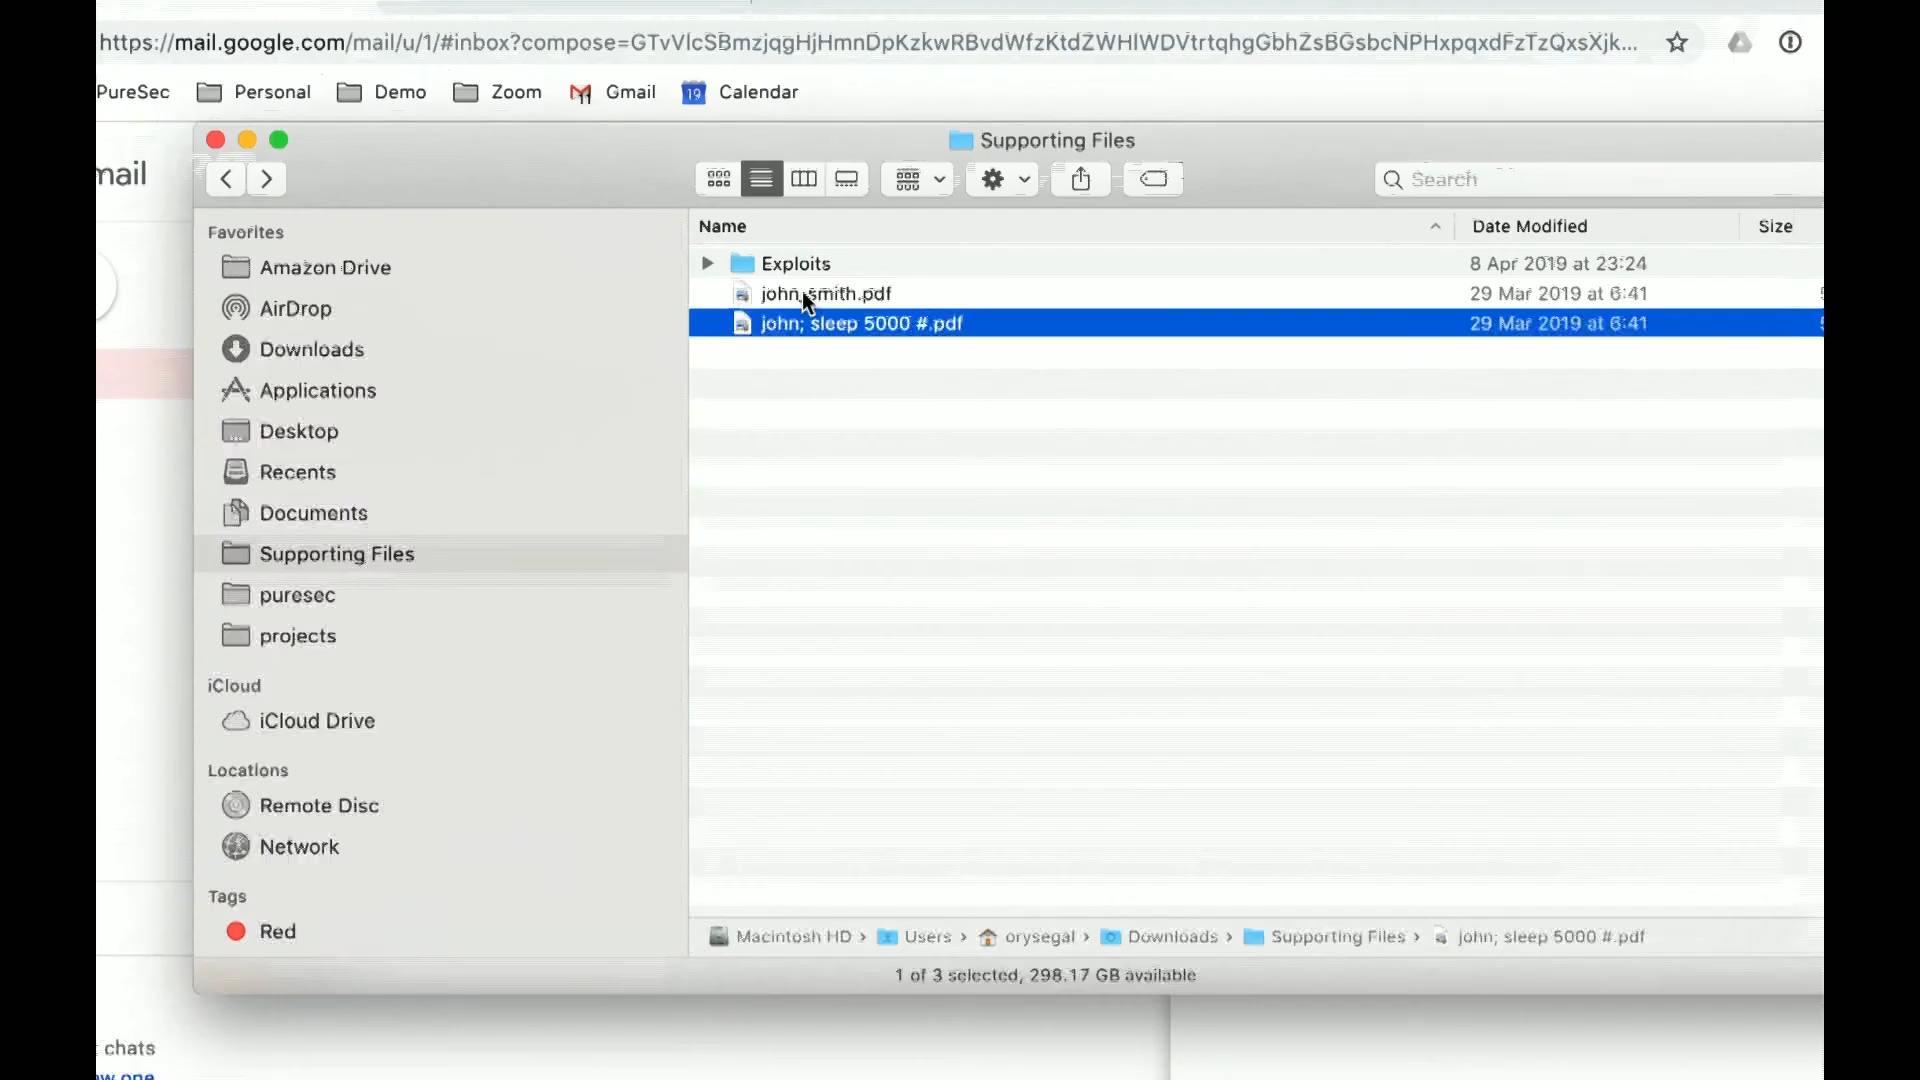 https://mail.google.com/mail/u/1/#inbox?compose=GTvVlcSBmzjqgHjHmnDpKzkwRBvdWfzKtdZWHlWDVtrtqhgGbhZsBGsbcNPHxpqxdFzTzQxsXjk...
PureSec Personal Demo Zoom Gmail 19 Calendar
mail
Supporting Files
Search
Favorites
Amazon Drive
AirDrop
Downloads
Applications
Desktop
Recents
Documents
Supporting Files
puresec
projects
iCloud
iCloud Drive
Locations
Remote Disc
Network
Tags
Red
Name Date Modified Size
Exploits 8 Apr 2019 at 23:24
john_smith.pdf 29 Mar 2019 at 6:41
john; sleep 5000 #.pdf 29 Mar 2019 at 6:41
Macintosh HD › Users › orysegal › Downloads › Supporting Files › john; sleep 5000 #.pdf
1 of 3 selected, 298.17 GB available
chats